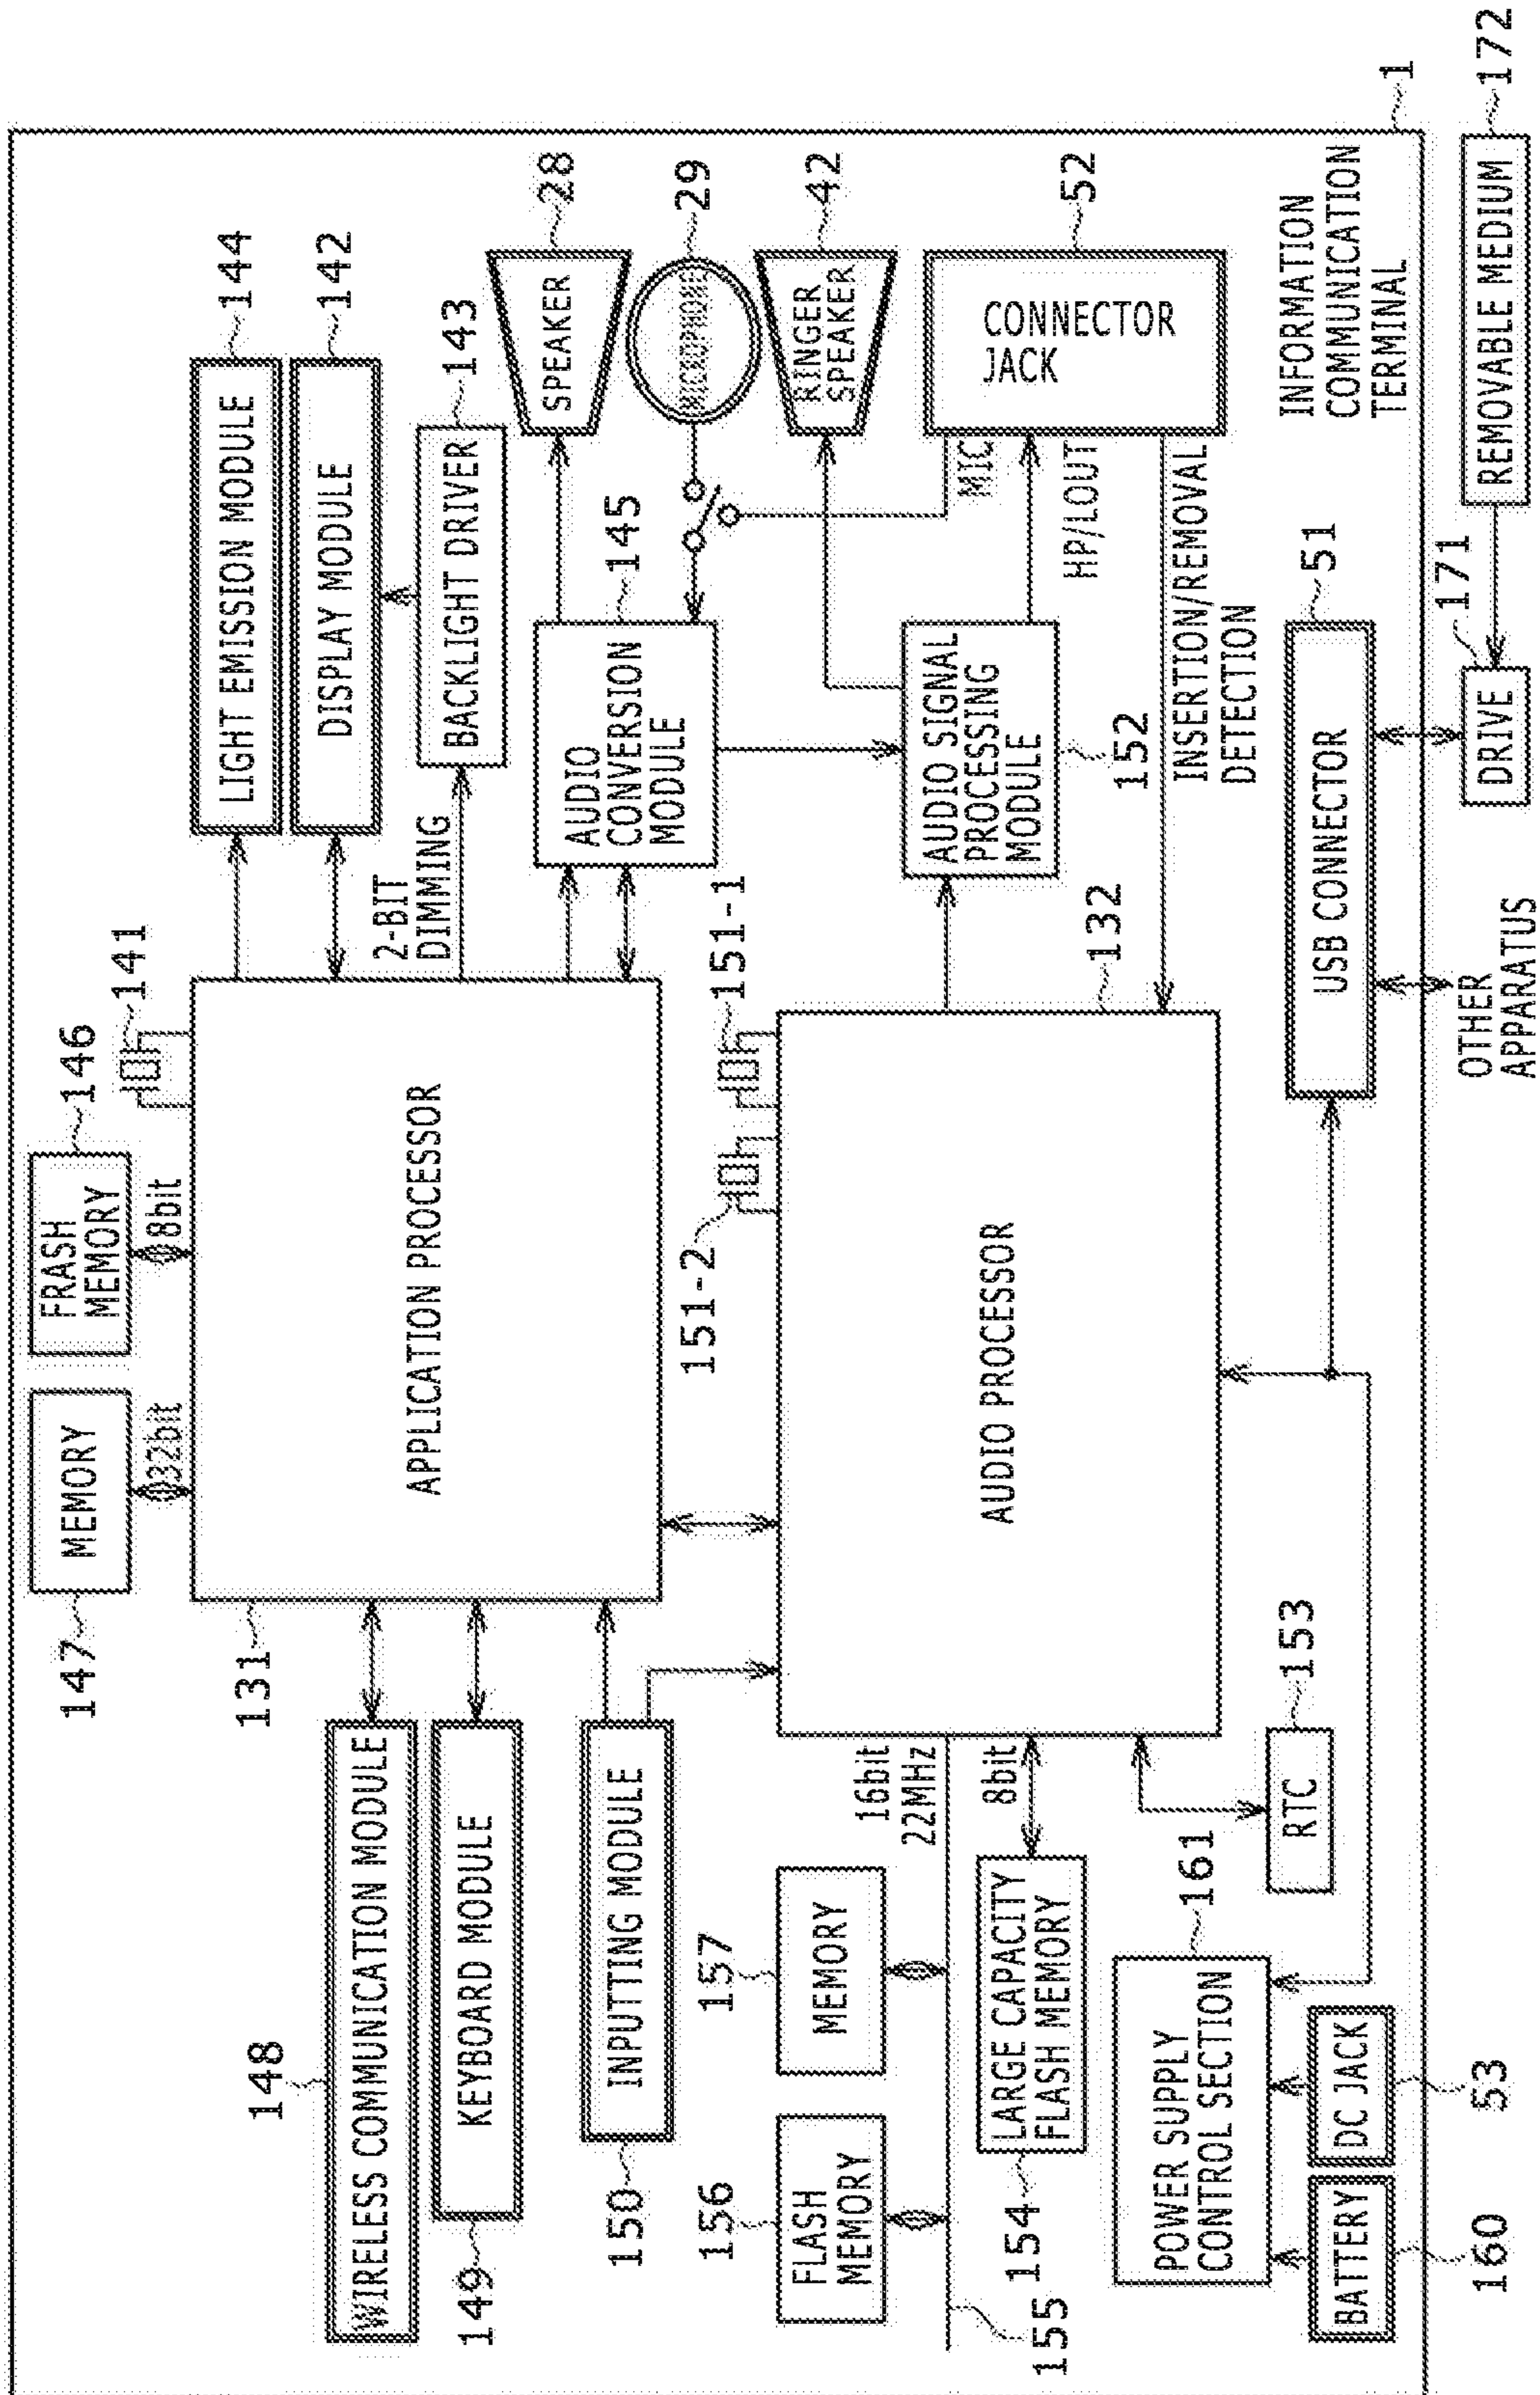 147
MEMORY
32bit
FRASH
MEMORY
146
8bit
141
131
APPLICATION PROCESSOR
148
WIRELESS COMMUNICATION MODULE
149
KEYBOARD MODULE
150
INPUTTING MODULE
LIGHT EMISSION MODULE
144
DISPLAY MODULE
142
2-BIT
DIMMING
BACKLIGHT DRIVER
143
AUDIO
CONVERSION
MODULE
145
SPEAKER
28
MICROPHONE
29
RINGER
SPEAKER
42
151-2
151-1
156
FLASH
MEMORY
157
MEMORY
16bit
22MHz
155
154
LARGE CAPACITY
FLASH MEMORY
8bit
AUDIO PROCESSOR
132
AUDIO SIGNAL
PROCESSING
MODULE
152
MIC
HP/LOUT
CONNECTOR
JACK
52
INSERTION/REMOVAL
DETECTION
POWER SUPPLY
CONTROL SECTION
161
RTC
153
BATTERY
160
DC JACK
53
USB CONNECTOR
51
INFORMATION
COMMUNICATION
TERMINAL
1
OTHER
APPARATUS
DRIVE
171
REMOVABLE MEDIUM
172